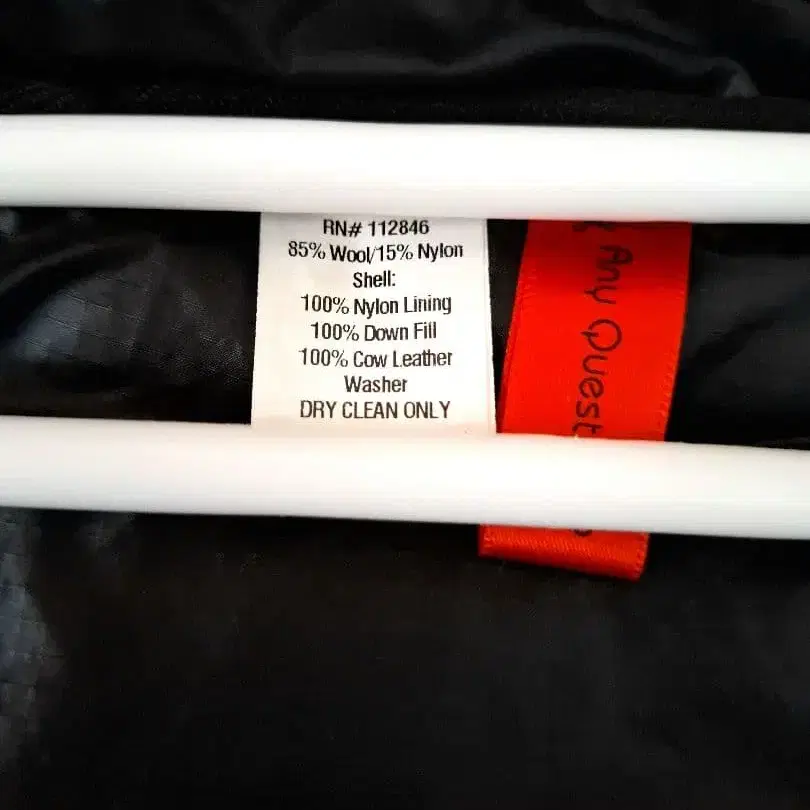 RN# 112846
85% Wool/15% Nylon
Shell:
100% Nylon Lining
100% Down Fill
100% Cow Leather
Washer
DRY CLEAN ONLY
Any Quest